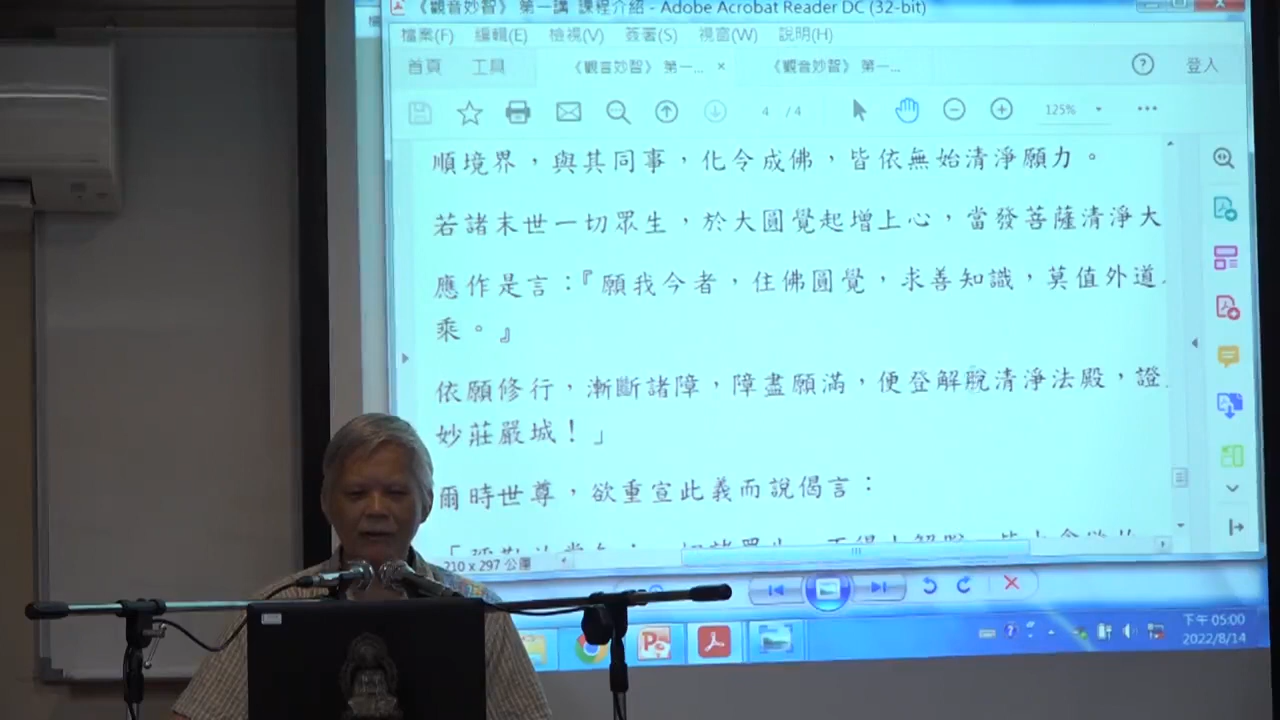 《觀音妙智》 第一講 課程介紹 - Adobe Acrobat Reader DC (32-bit)
檔案(F) 編輯(E) 檢視(V) 簽署(S) 視窗(W) 說明(H)
首頁 工具 《觀音妙智》 第一... × 《觀音妙智》 第一... 登入
4 / 4 125%
順境界，與其同事，化令成佛，皆依無始清淨願力。
若諸末世一切眾生，於大圓覺起增上心，當發菩薩清淨大
應作是言：『願我今者，住佛圓覺，求善知識，莫值外道
乘。』
依願修行，漸斷諸障，障盡願滿，便登解脫清淨法殿，證
妙莊嚴城！」
爾時世尊，欲重宣此義而說偈言：
210 x 297 公厘
下午 05:00
2022/8/14